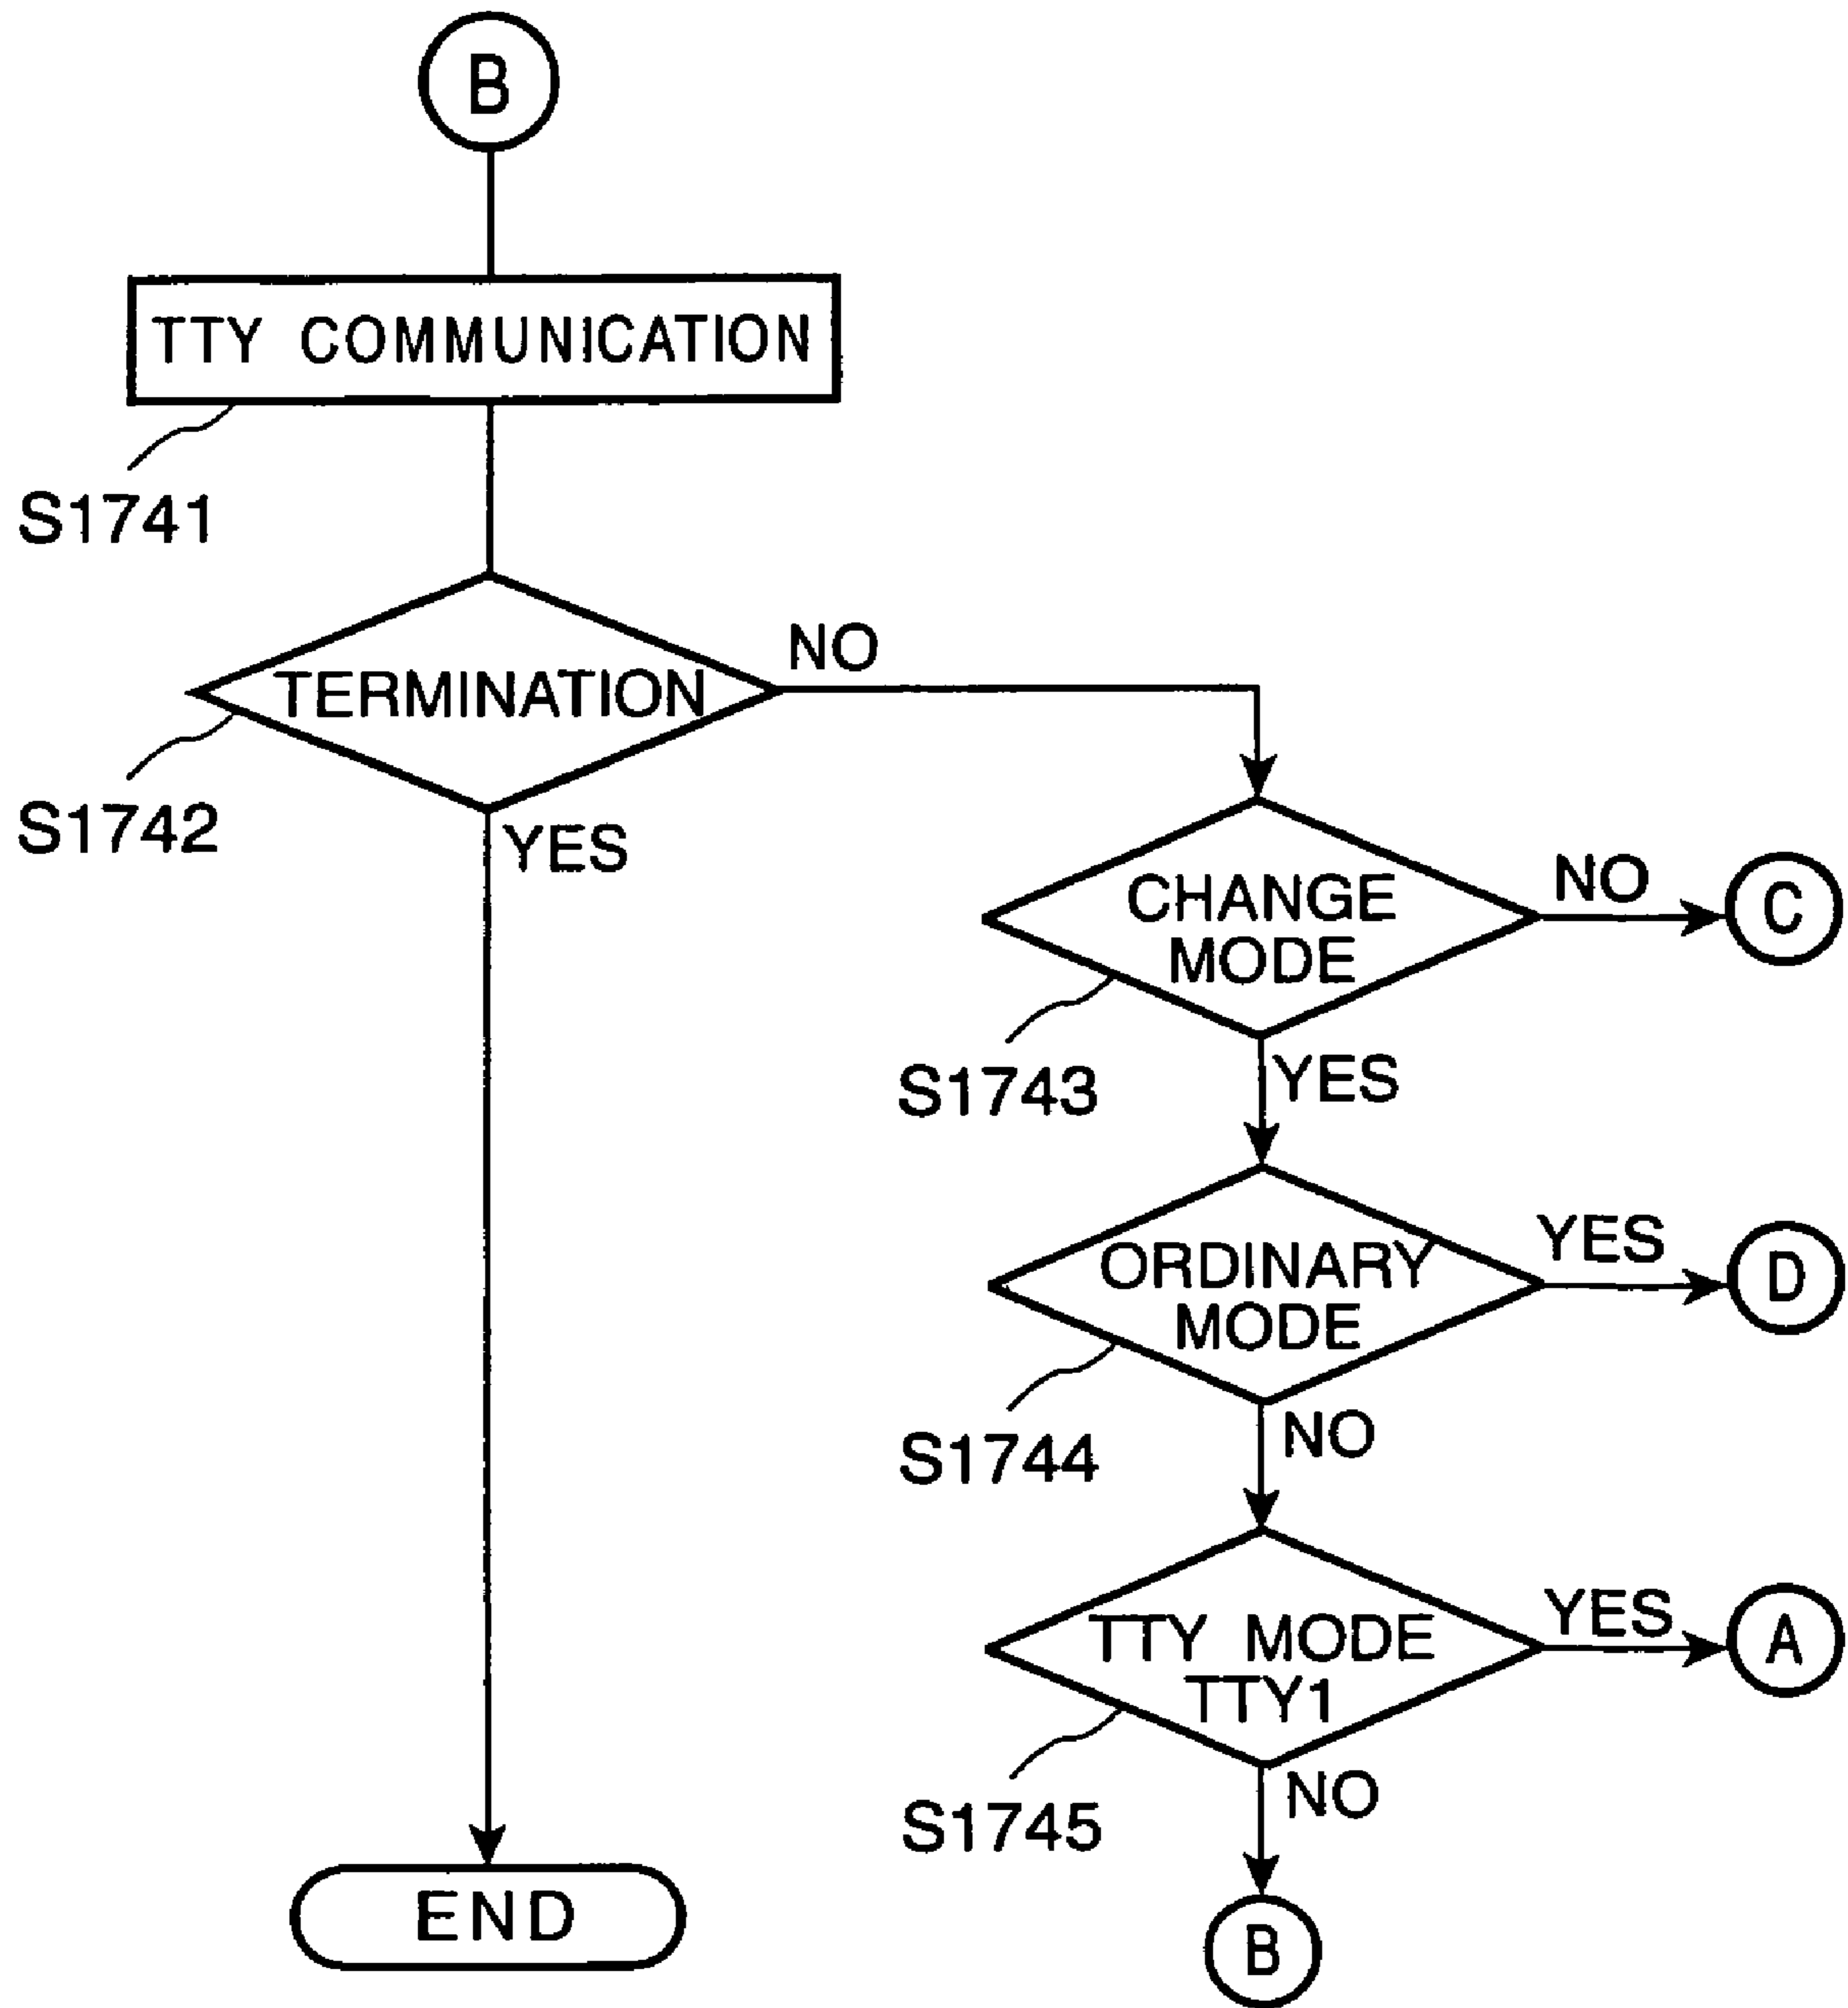 B
TTY COMMUNICATION
S1741
TERMINATION
NO
S1742
YES
CHANGE
MODE
NO
C
S1743
YES
ORDINARY
MODE
YES
D
S1744
NO
TTY MODE
TTY1
YES
A
S1745
NO
END
B